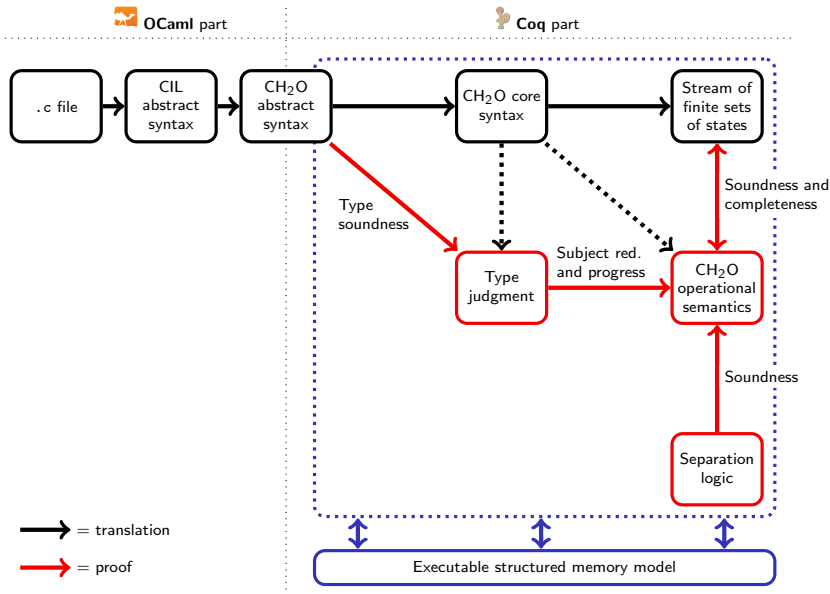 OCaml part
Coq part
.c file
CIL
abstract
syntax
CH₂O
abstract
syntax
CH₂O core
syntax
Stream of
finite sets
of states
Type
soundness
Soundness and
completeness
Type
judgment
Subject red.
and progress
CH₂O
operational
semantics
Soundness
Separation
logic
= translation
= proof
Executable structured memory model